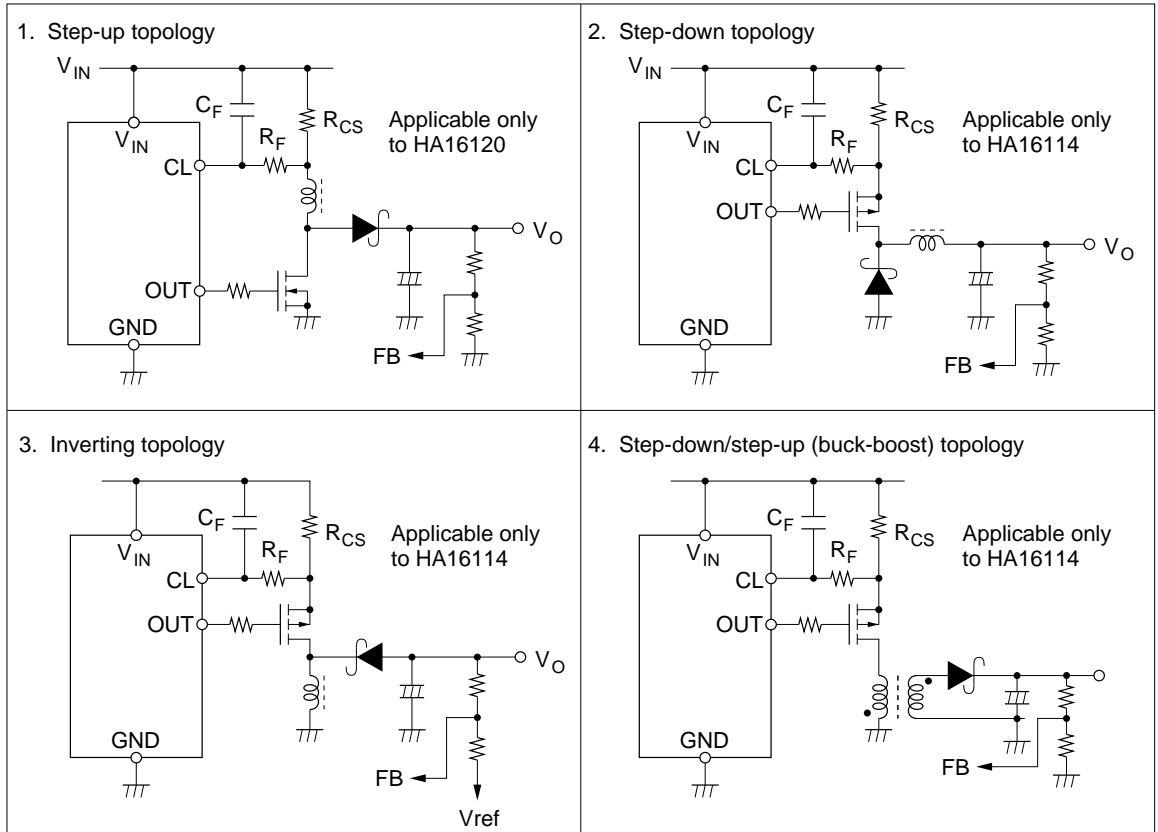 1. Step-up topology
V_IN
C_F
R_CS
Applicable only
to HA16120
V_IN
R_F
CL
V_O
OUT
GND
FB
2. Step-down topology
V_IN
C_F
R_CS
Applicable only
to HA16114
V_IN
R_F
CL
OUT
V_O
GND
FB
3. Inverting topology
C_F
R_CS
Applicable only
to HA16114
V_IN
R_F
CL
OUT
V_O
GND
FB
Vref
4. Step-down/step-up (buck-boost) topology
C_F
R_CS
Applicable only
to HA16114
V_IN
R_F
CL
OUT
GND
FB